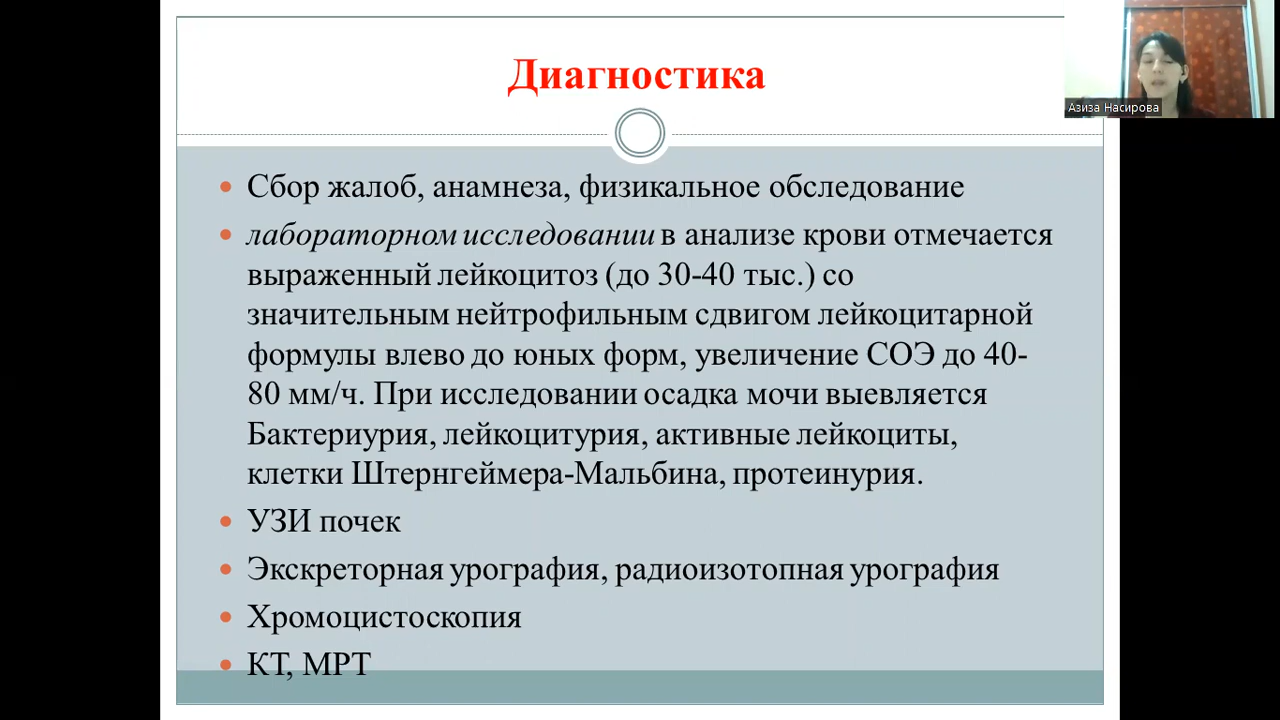 Диагностика
Азиза Насирова
Сбор жалоб, анамнеза, физикальное обследование
лабораторном исследовании в анализе крови отмечается
выраженный лейкоцитоз (до 30-40 тыс.) со
значительным нейтрофильным сдвигом лейкоцитарной
формулы влево до юных форм, увеличение СОЭ до 40-
80 мм/ч. При исследовании осадка мочи выевляется
Бактериурия, лейкоцитурия, активные лейкоциты,
клетки Штернгеймера-Мальбина, протеинурия.
УЗИ почек
Экскреторная урография, радиоизотопная урография
Хромоцистоскопия
КТ, МРТ